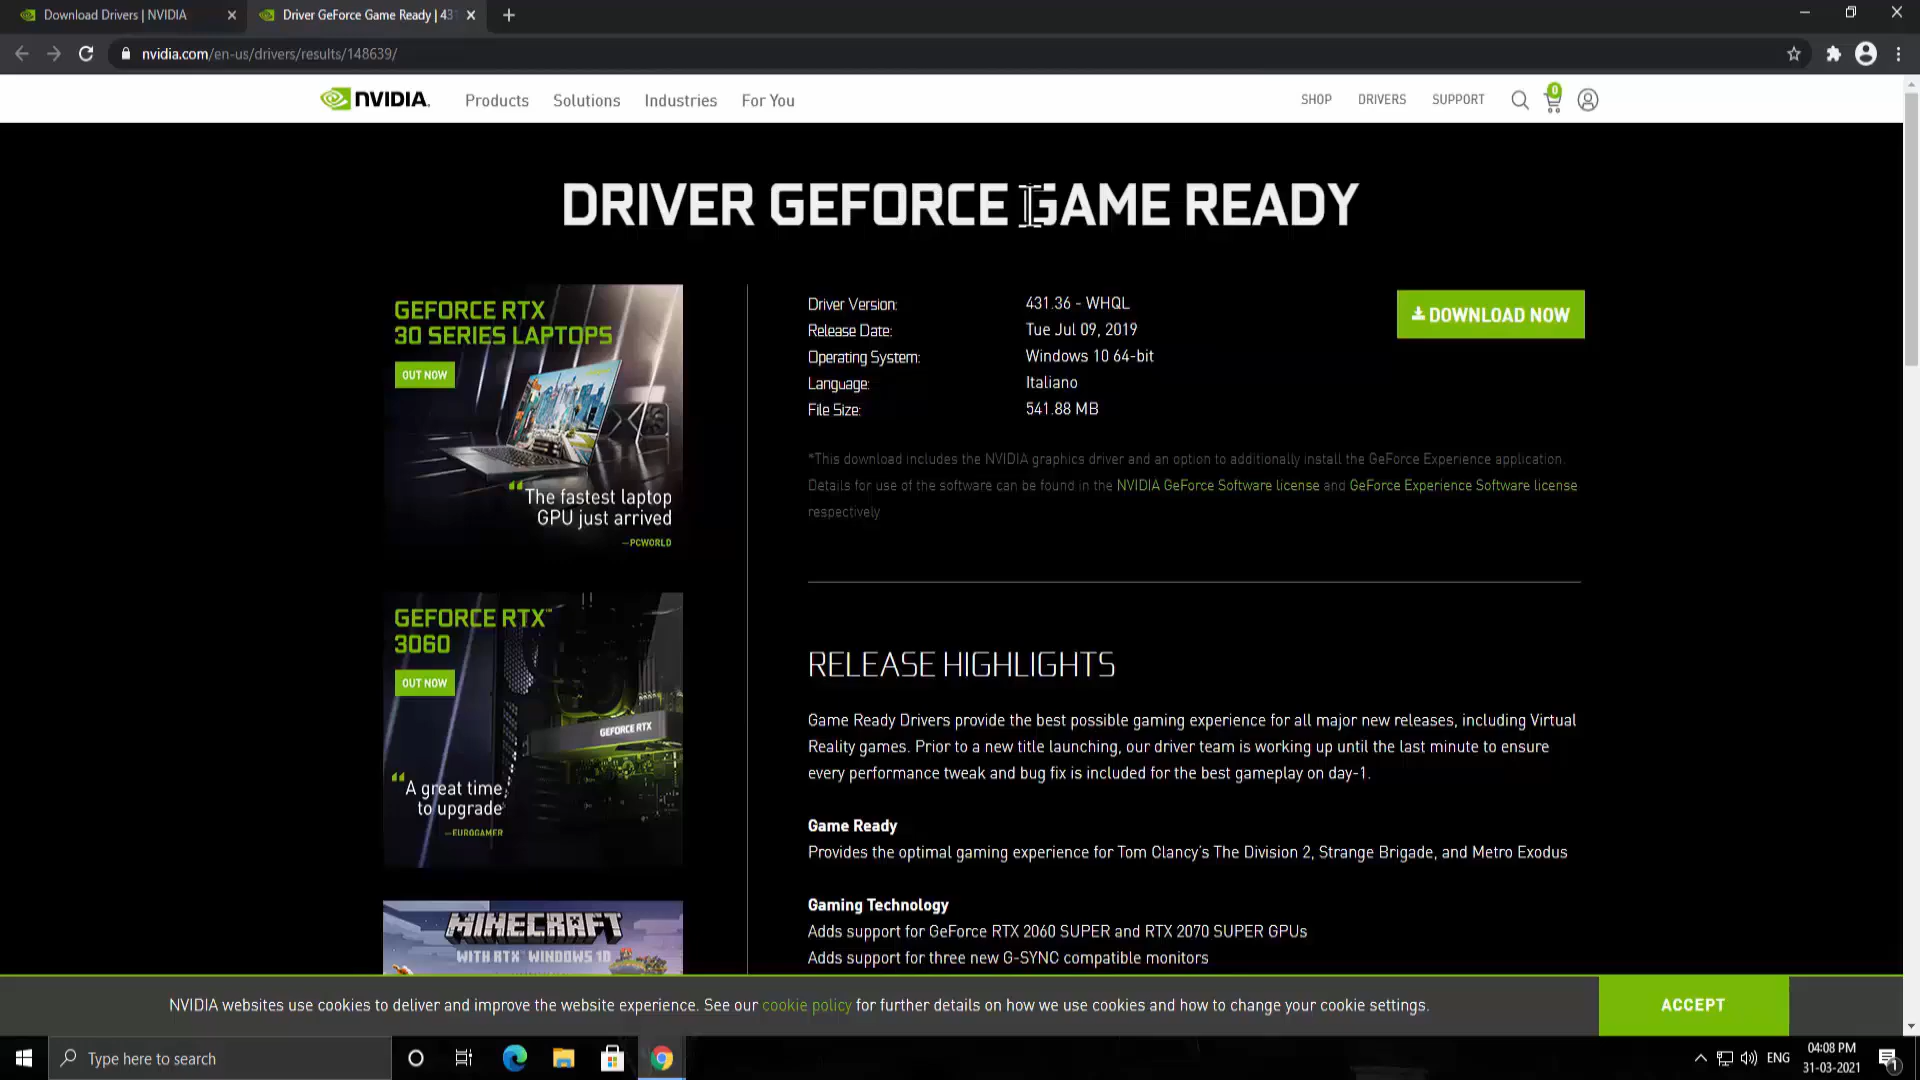 Download Drivers | NVIDIA
Driver GeForce Game Ready | 43
nvidia.com/en-us/drivers/results/148639/
NVIDIA.
Products
Solutions
Industries
For You
SHOP
DRIVERS
SUPPORT
0
DRIVER GEFORCE GAME READY
GEFORCE RTX
30 SERIES LAPTOPS
OUT NOW
“The fastest laptop
GPU just arrived
—PCWORLD
Driver Version: 431.36 - WHQL
Release Date: Tue Jul 09, 2019
Operating System: Windows 10 64-bit
Language: Italiano
File Size: 541.88 MB
DOWNLOAD NOW
*This download includes the NVIDIA graphics driver and an option to additionally install the GeForce Experience application.
Details for use of the software can be found in the NVIDIA GeForce Software license and GeForce Experience Software license
respectively
GEFORCE RTX™
3060
OUT NOW
GEFORCE RTX
“A great time
to upgrade
—EUROGAMER
RELEASE HIGHLIGHTS
Game Ready Drivers provide the best possible gaming experience for all major new releases, including Virtual
Reality games. Prior to a new title launching, our driver team is working up until the last minute to ensure
every performance tweak and bug fix is included for the best gameplay on day-1.
Game Ready
Provides the optimal gaming experience for Tom Clancy's The Division 2, Strange Brigade, and Metro Exodus
Gaming Technology
Adds support for GeForce RTX 2060 SUPER and RTX 2070 SUPER GPUs
Adds support for three new G-SYNC compatible monitors
MINECRAFT
WITH RTX WINDOWS 10
NVIDIA websites use cookies to deliver and improve the website experience. See our cookie policy for further details on how we use cookies and how to change your cookie settings.
ACCEPT
Type here to search
ENG
04:08 PM
31-03-2021
1